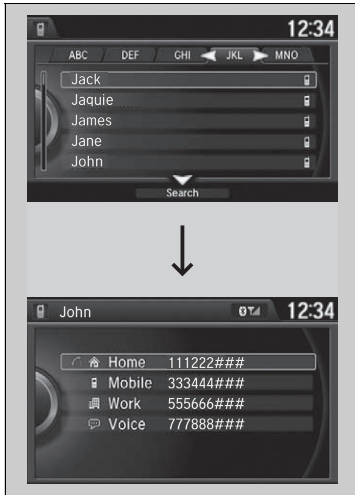 12:34
ABC DEF GHI JKL MNO
Jack
Jaquie
James
Jane
John
Search
John 12:34
Home 111222###
Mobile 333444###
Work 555666###
Voice 777888###